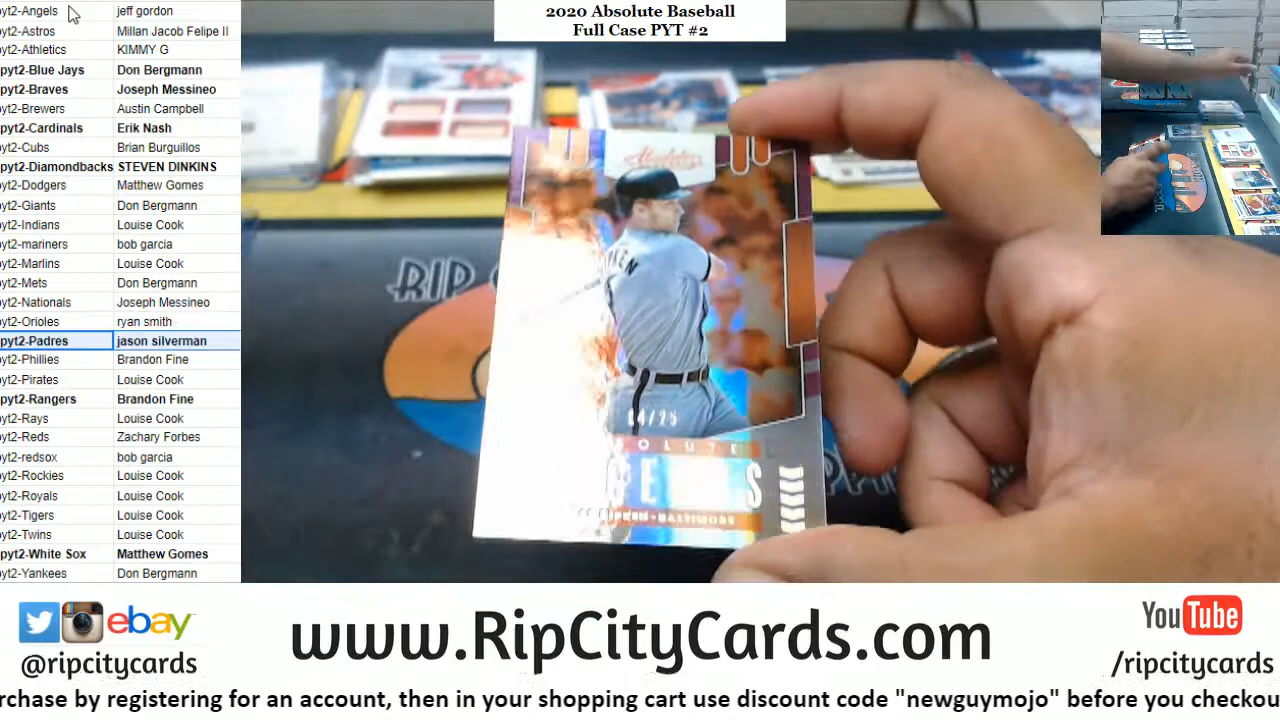 2020 Absolute Baseball
Full Case PYT #2
pyt2-Angels jeff gordon
pyt2-Astros Millan Jacob Felipe II
pyt2-Athletics KIMMY G
pyt2-Blue Jays Don Bergmann
pyt2-Braves Joseph Messineo
pyt2-Brewers Austin Campbell
pyt2-Cardinals Erik Nash
pyt2-Cubs Brian Burguillos
pyt2-Diamondbacks STEVEN DINKINS
pyt2-Dodgers Matthew Gomes
pyt2-Giants Don Bergmann
pyt2-Indians Louise Cook
pyt2-mariners bob garcia
pyt2-Marlins Louise Cook
pyt2-Mets Don Bergmann
pyt2-Nationals Joseph Messineo
pyt2-Orioles ryan smith
pyt2-Padres jason silverman
pyt2-Phillies Brandon Fine
pyt2-Pirates Louise Cook
pyt2-Rangers Brandon Fine
pyt2-Rays Louise Cook
pyt2-Reds Zachary Forbes
pyt2-redsox bob garcia
pyt2-Rockies Louise Cook
pyt2-Royals Louise Cook
pyt2-Tigers Louise Cook
pyt2-Twins Louise Cook
pyt2-White Sox Matthew Gomes
pyt2-Yankees Don Bergmann
Absolute
RIP
BALTIMORE
ebay
@ripcitycards
www.RipCityCards.com
YouTube
/ripcitycards
rchase by registering for an account, then in your shopping cart use discount code "newguymojo" before you checkou